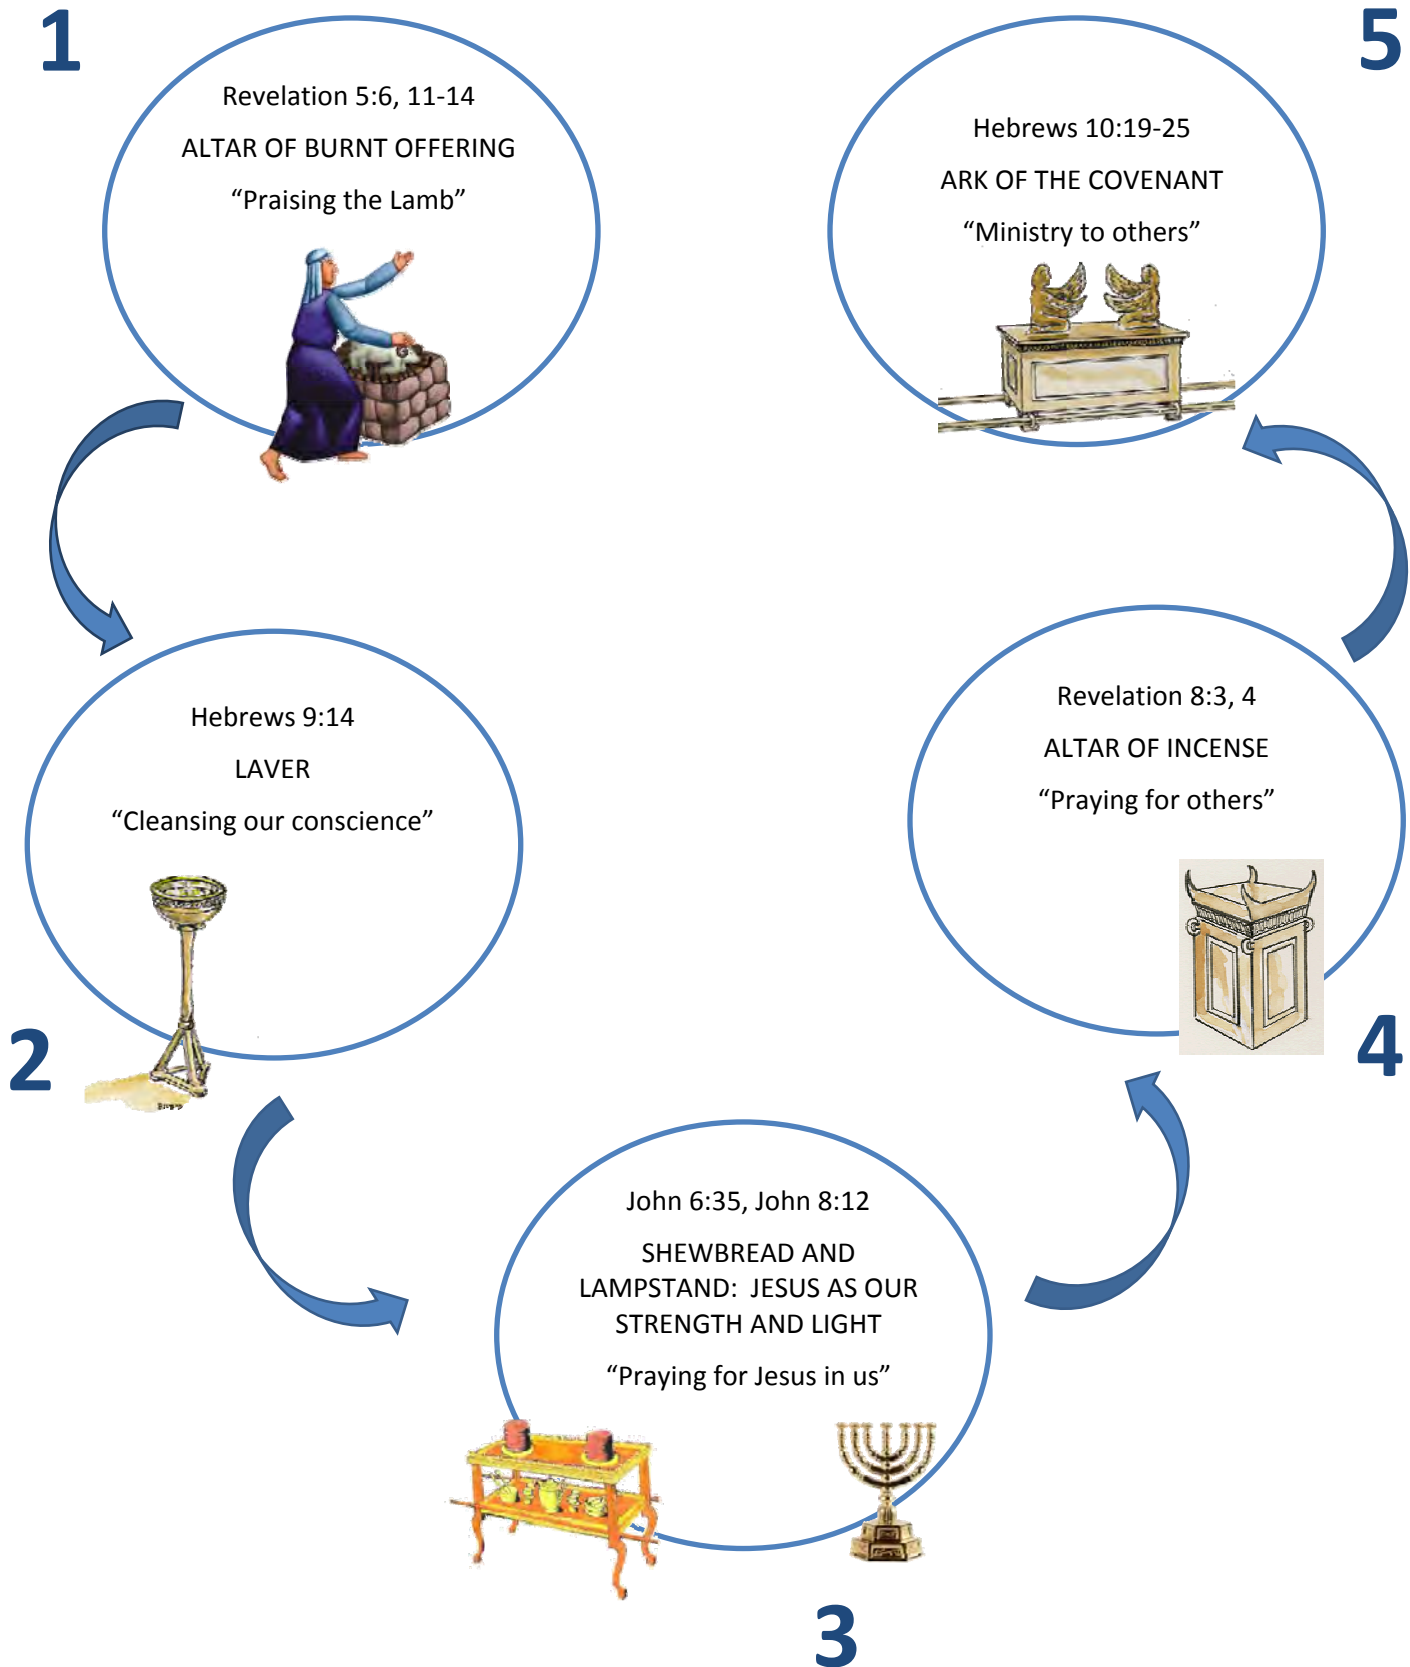 1
Revelation 5:6, 11-14
ALTAR OF BURNT OFFERING
“Praising the Lamb”
2
Hebrews 9:14
LAVER
“Cleansing our conscience”
3
John 6:35, John 8:12
SHEWBREAD AND
LAMPSTAND:  JESUS AS OUR
STRENGTH AND LIGHT
“Praying for Jesus in us”
4
Revelation 8:3, 4
ALTAR OF INCENSE
“Praying for others”
5
Hebrews 10:19-25
ARK OF THE COVENANT
“Ministry to others”